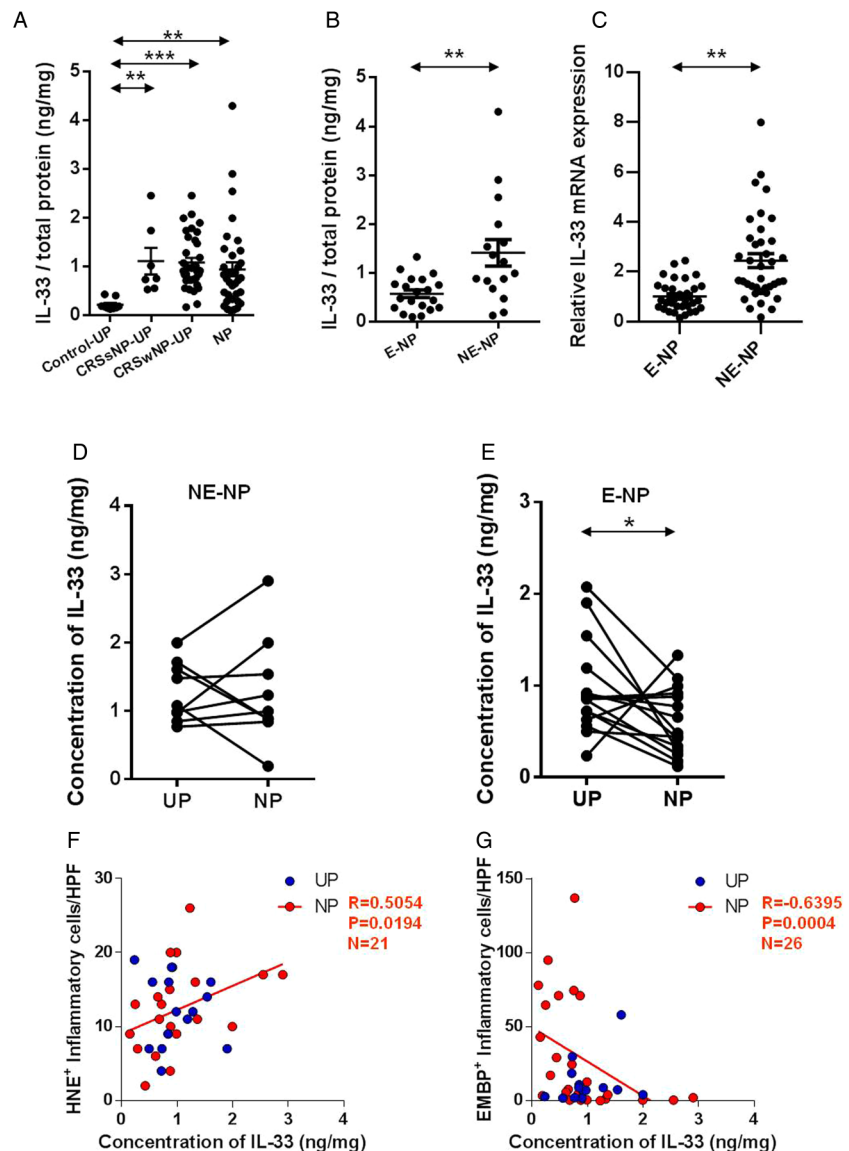 A
IL-33 / total protein (ng/mg)
5
4
3
2
1
0
**
***
**
Control-UP
CRSsNP-UP
CRSwNP-UP
NP
B
IL-33 / total protein (ng/mg)
5
4
3
2
1
0
**
E-NP
NE-NP
C
Relative IL-33 mRNA expression
10
8
6
4
2
0
**
E-NP
NE-NP
D
NE-NP
Concentration of IL-33 (ng/mg)
4
3
2
1
0
UP
NP
E
E-NP
Concentration of IL-33 (ng/mg)
3
2
1
0
*
UP
NP
F
HNE+ Inflammatory cells/HPF
30
20
10
0
0
1
2
3
4
Concentration of IL-33 (ng/mg)
UP
NP
R=0.5054
P=0.0194
N=21
G
EMBP+ Inflammatory cells/HPF
150
100
50
0
0
1
2
3
4
Concentration of IL-33 (ng/mg)
UP
NP
R=-0.6395
P=0.0004
N=26